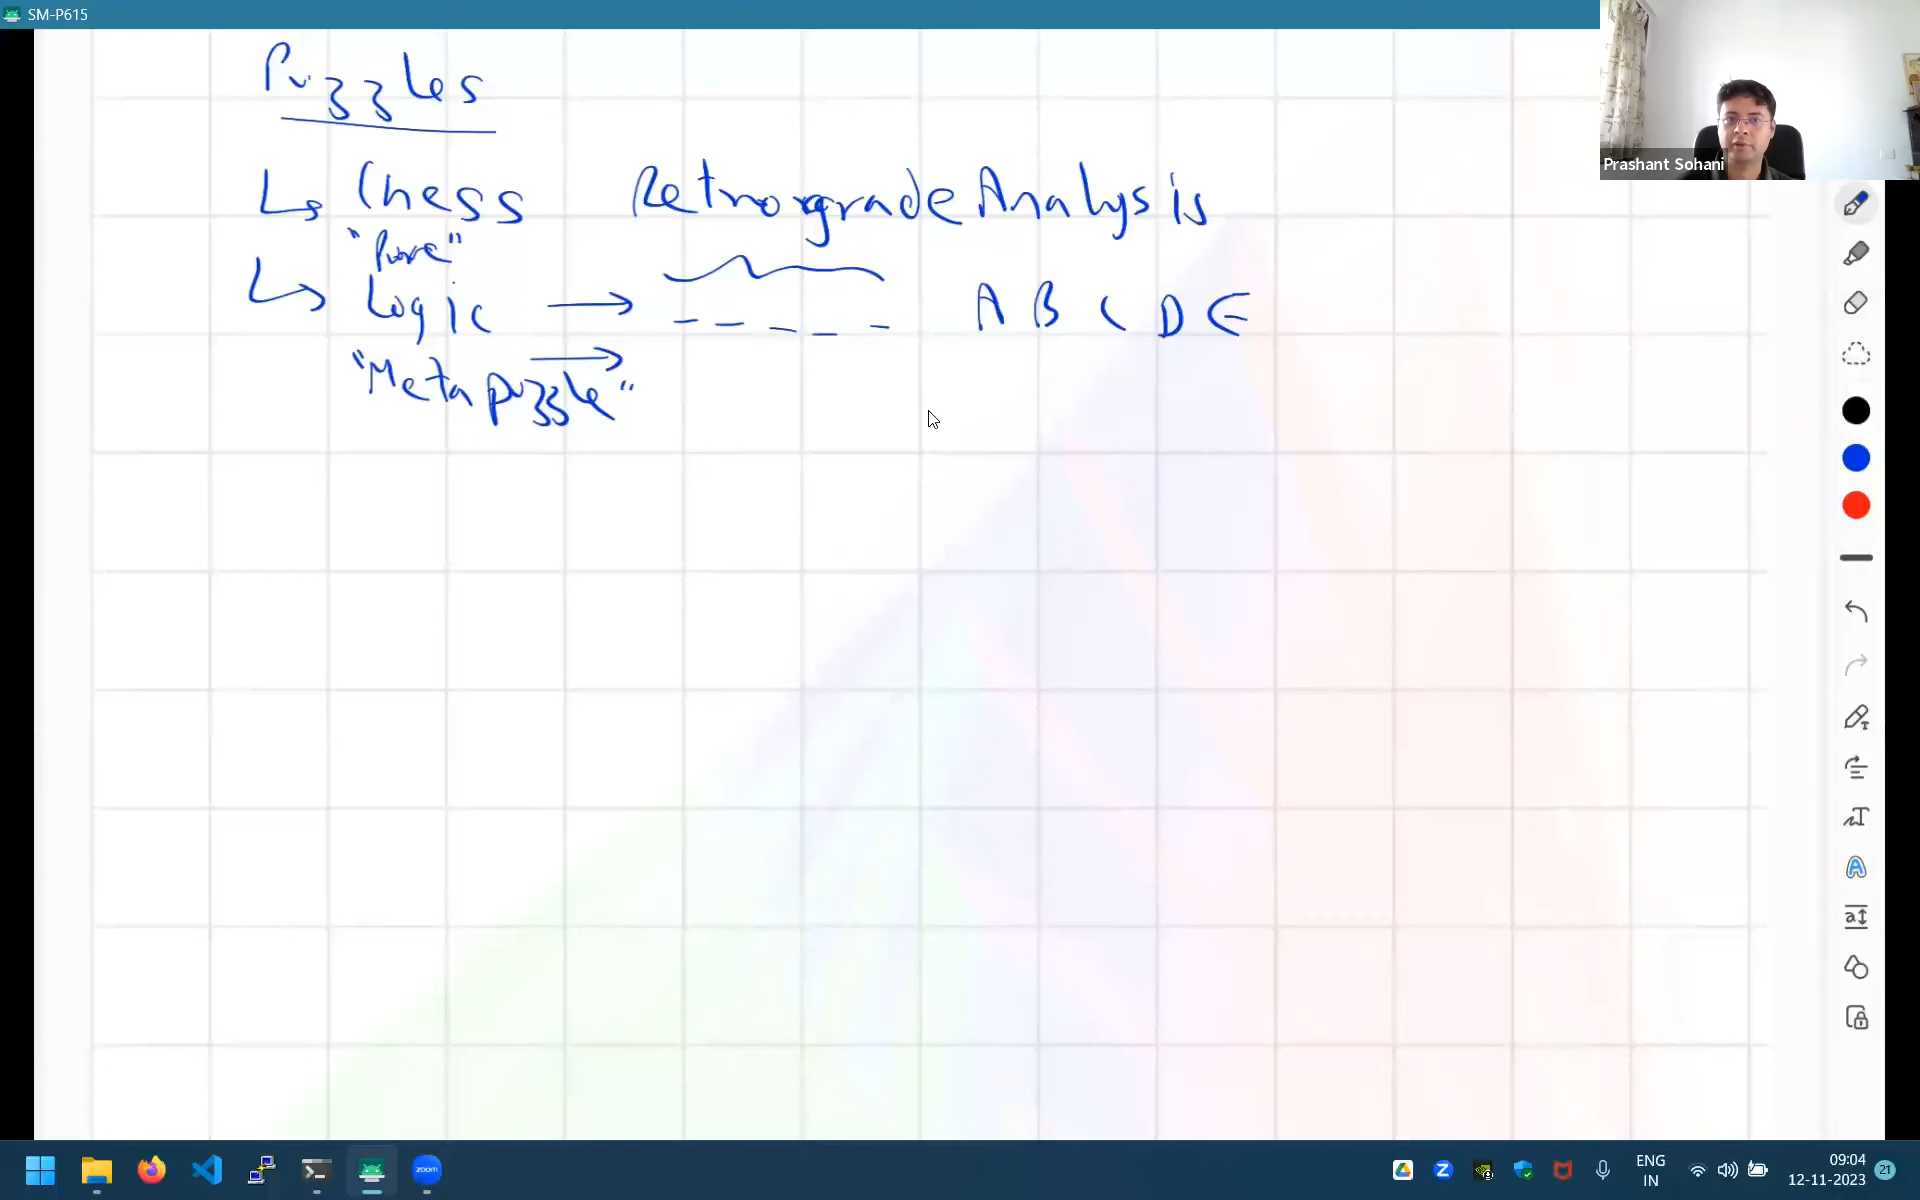 SM-P615
Prashant Sohani
Puzzles
Chess Retrograde Analysis
"Pure"
Logic → A B C D E
"Meta puzzle"
zoom
ENG
IN
09:04
12-11-2023
21